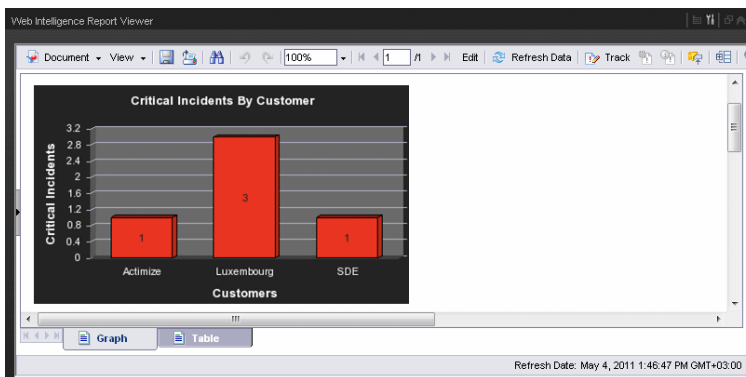 Web Intelligence Report Viewer
Document View 100% 1 /1 Edit Refresh Data Track
Critical Incidents By Customer
Critical Incidents
3.2
2.8
2.4
2
1.6
1.2
0.8
0.4
0
1
3
1
Actimize Luxembourg SDE
Customers
Graph Table
Refresh Date: May 4, 2011 1:46:47 PM GMT+03:00